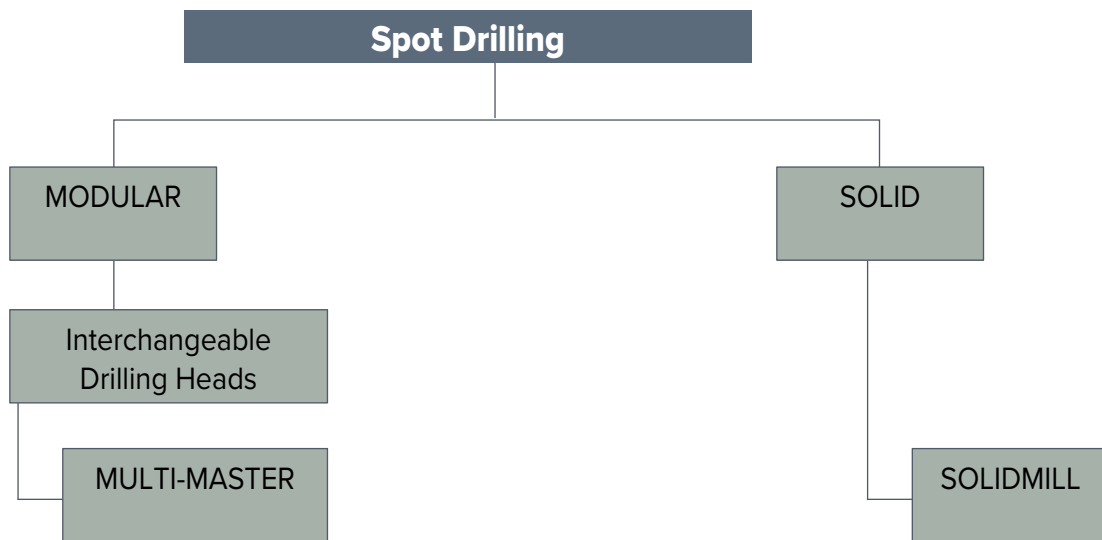 Spot Drilling
MODULAR
SOLID
Interchangeable
Drilling Heads
MULTI-MASTER
SOLIDMILL